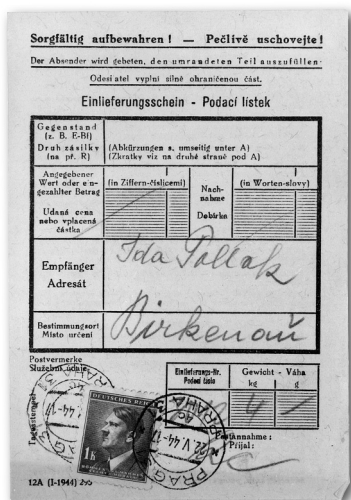 Sorgfältig aufbewahren! — Pečlivě uschovejte!
Der Absender wird gebeten, den umrandeten Teil auszufüllen.
Odesilatel vyplní silně ohraničenou část.
Einlieferungsschein - Podací lístek
Gegenstand
(z. B. E-Bf)
Druh zásilky
(na př. R)
(Abkürzungen s. umseitig unter A)
(Zkratky viz na druhé straně pod A)
Angegebener
Wert oder ein-
gezahlter Betrag
Udaná cena
nebo vplacená
částka
(in Ziffern-číslicemi)
Nach-
nahme
Dobírka
(in Worten-slovy)
Empfänger
Adresát
Ida Pollak
Bestimmungsort
Místo určení
Birkenau
Postvermerke
Služební údaje
Einlieferungs-Nr.
Podací číslo
Gewicht - Váha
kg
g
4 —
Tagesstempel
DEUTSCHES REICH
1 K
PRAG
PRAHA
22.V.44-17
Postannahme:
Přijal:
12A (I-1944)